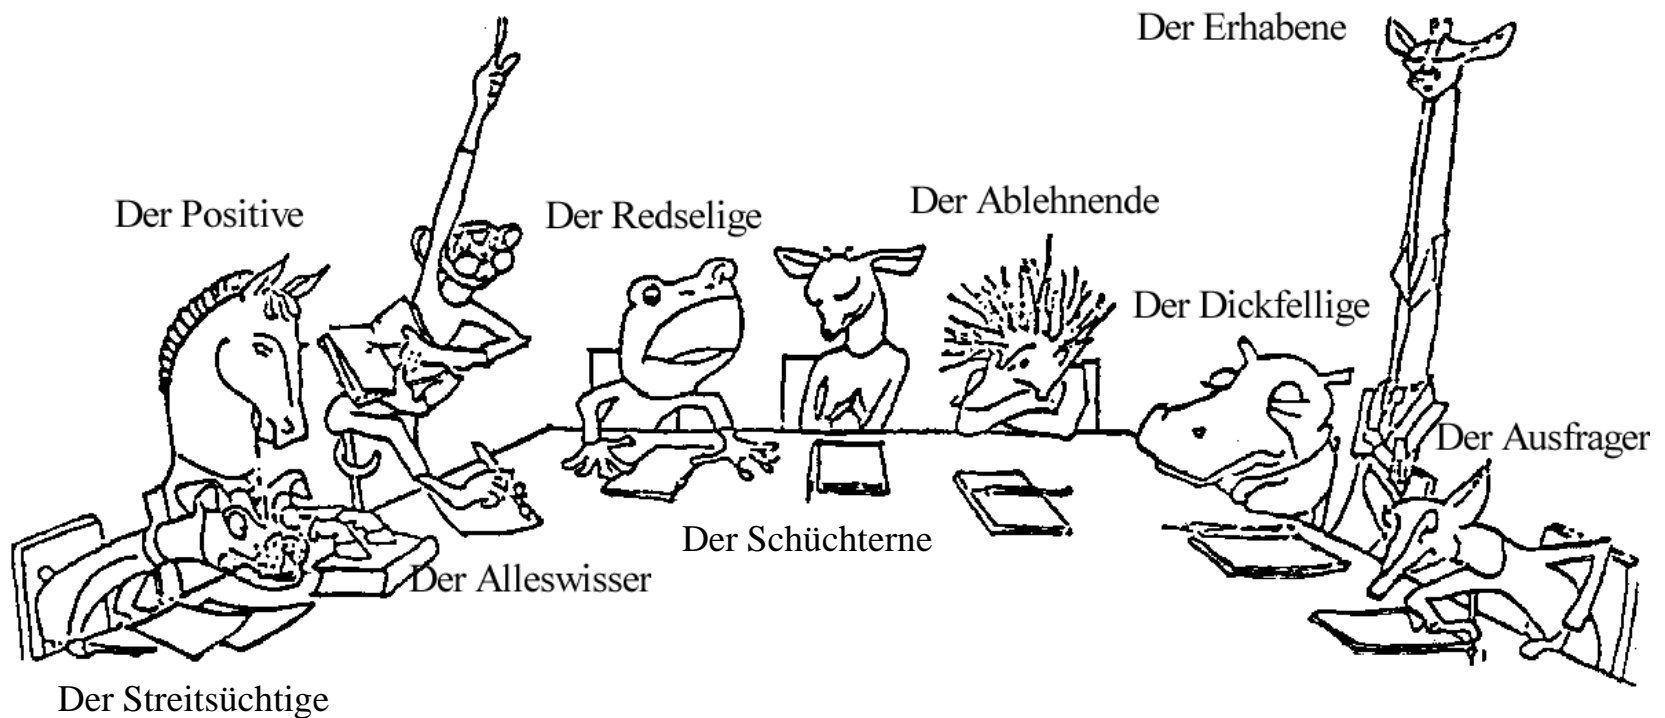 Der Erhabene
Der Positive
Der Redselige
Der Ablehnende
Der Dickfellige
Der Ausfrager
Der Schüchterne
Der Alleswisser
Der Streitsüchtige